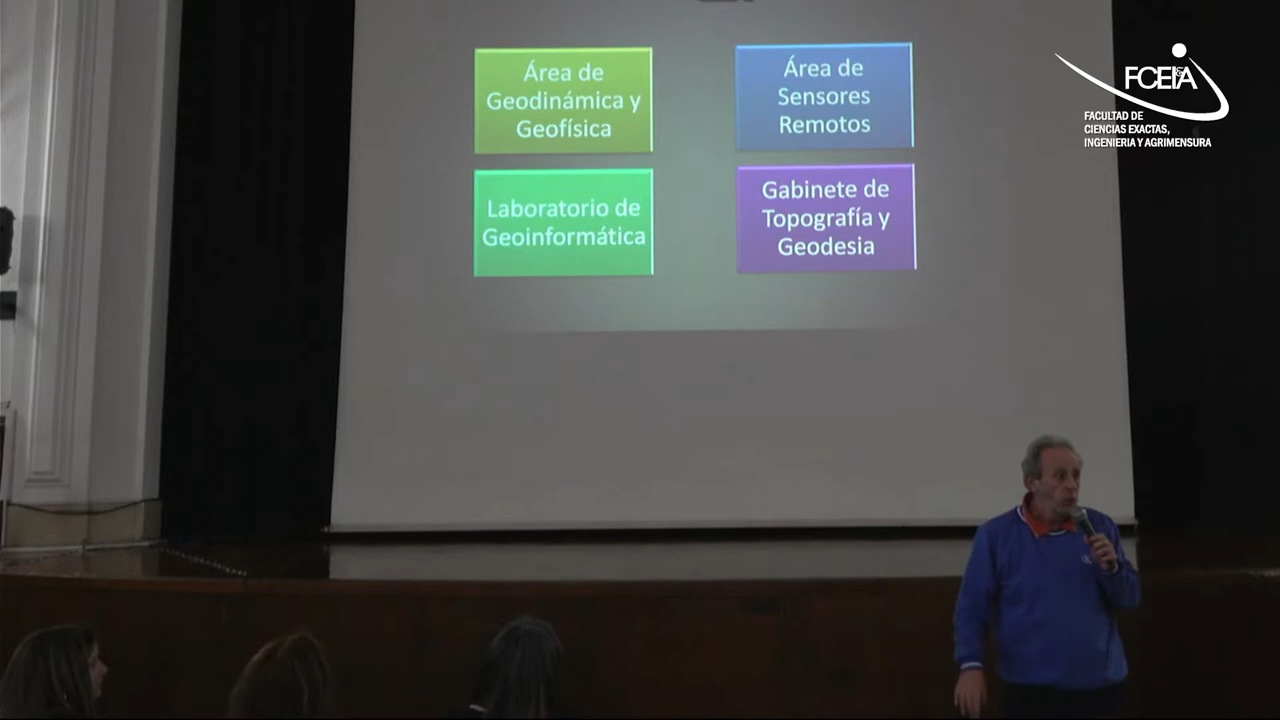 Área de
Geodinámica y
Geofísica
Área de
Sensores
Remotos
Laboratorio de
Geoinformática
Gabinete de
Topografía y
Geodesia
FCEIA
FACULTAD DE
CIENCIAS EXACTAS,
INGENIERIA Y AGRIMENSURA